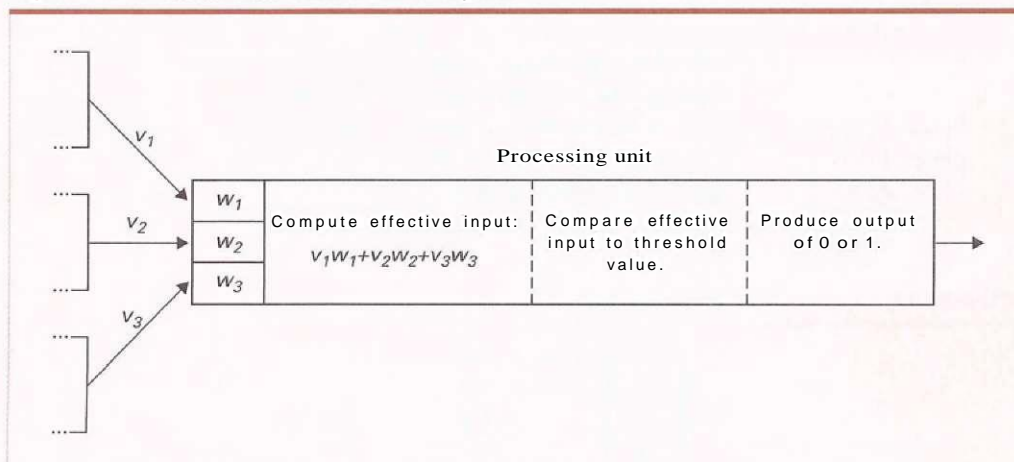 v₁
Processing unit
w₁
v₂
w₂
v₃
w₃
Compute effective input:
v₁w₁+v₂w₂+v₃w₃
Compare effective
input to threshold
value.
Produce output
of 0 or 1.